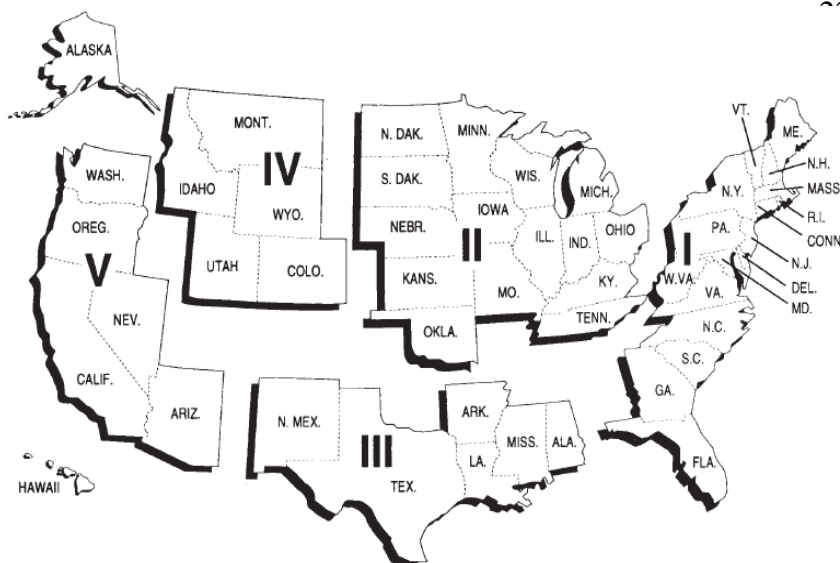 ALASKA
WASH.
OREG.
V
NEV.
CALIF.
ARIZ.
HAWAII
MONT.
IV
IDAHO
WYO.
UTAH
COLO.
N. DAK.
MINN.
S. DAK.
WIS.
MICH.
NEBR.
IOWA
II
ILL.
IND.
OHIO
KANS.
MO.
KY.
OKLA.
TENN.
N. MEX.
III
TEX.
ARK.
LA.
MISS.
ALA.
VT.
ME.
N.H.
N.Y.
MASS
R.I.
CONN
PA.
I
N.J.
W.VA.
DEL.
VA.
MD.
N.C.
S.C.
GA.
FLA.